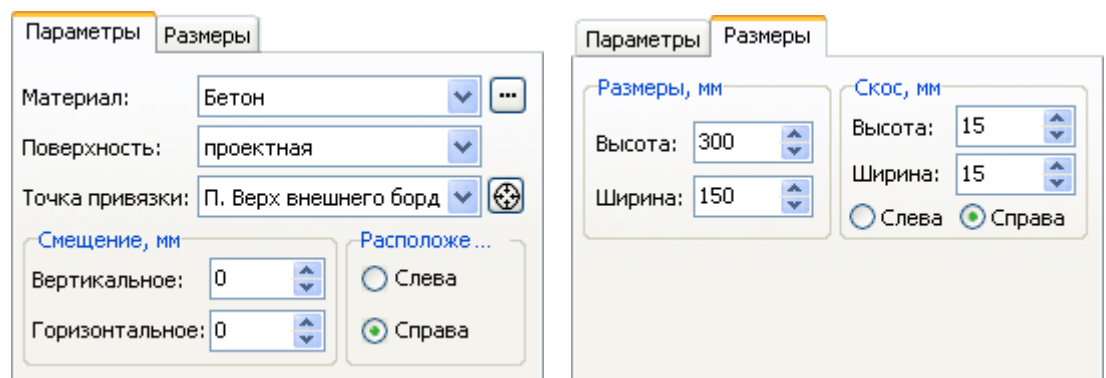 Параметры Размеры
Материал: Бетон ...
Поверхность: проектная
Точка привязки: П. Верх внешнего борд
Смещение, мм Расположе...
Вертикальное: 0 Слева
Горизонтальное: 0 Справа
Параметры Размеры
Размеры, мм Скос, мм
Высота: 300 Высота: 15
Ширина: 150 Ширина: 15
Слева Справа